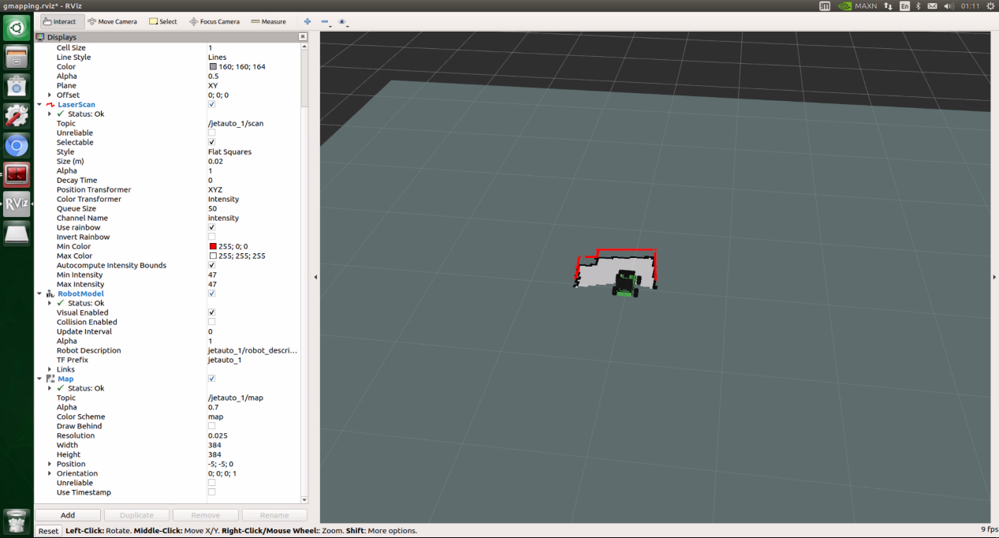 gmapping.rviz* - RViz
MAXN
En
01:11
Interact Move Camera Select Focus Camera Measure
Displays
Cell Size 1
Line Style Lines
Color 160; 160; 164
Alpha 0.5
Plane XY
Offset 0; 0; 0
LaserScan
Status: Ok
Topic /jetauto_1/scan
Unreliable
Selectable
Style Flat Squares
Size (m) 0.02
Alpha 1
Decay Time 0
Position Transformer XYZ
Color Transformer Intensity
Queue Size 50
Channel Name intensity
Use rainbow
Invert Rainbow
Min Color 255; 0; 0
Max Color 255; 255; 255
Autocompute Intensity Bounds
Min Intensity 47
Max Intensity 47
RobotModel
Status: Ok
Visual Enabled
Collision Enabled
Update Interval 0
Alpha 1
Robot Description jetauto_1/robot_descri...
TF Prefix jetauto_1
Links
Map
Status: Ok
Topic /jetauto_1/map
Alpha 0.7
Color Scheme map
Draw Behind
Resolution 0.025
Width 384
Height 384
Position -5; -5; 0
Orientation 0; 0; 0; 1
Unreliable
Use Timestamp
Add Duplicate Remove Rename
Reset Left-Click: Rotate. Middle-Click: Move X/Y. Right-Click/Mouse Wheel:: Zoom. Shift: More options.
9 fps
RViz